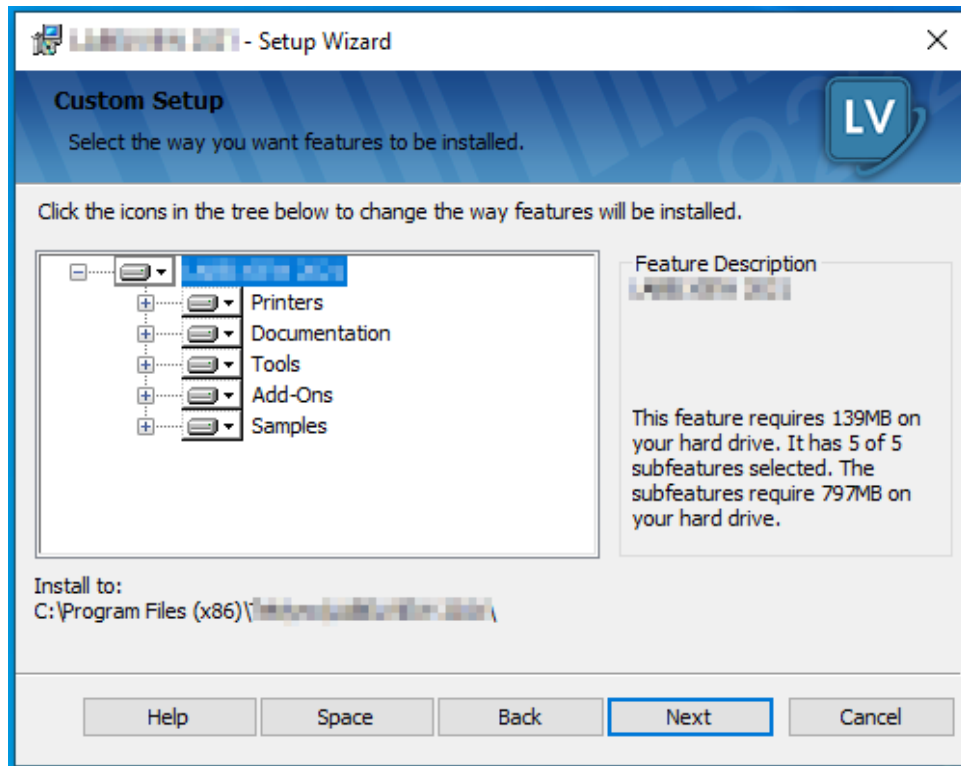 - Setup Wizard
Custom Setup
Select the way you want features to be installed.
LV
Click the icons in the tree below to change the way features will be installed.
Printers
Documentation
Tools
Add-Ons
Samples
Feature Description
This feature requires 139MB on
your hard drive. It has 5 of 5
subfeatures selected. The
subfeatures require 797MB on
your hard drive.
Install to:
C:\Program Files (x86)\
Help
Space
Back
Next
Cancel